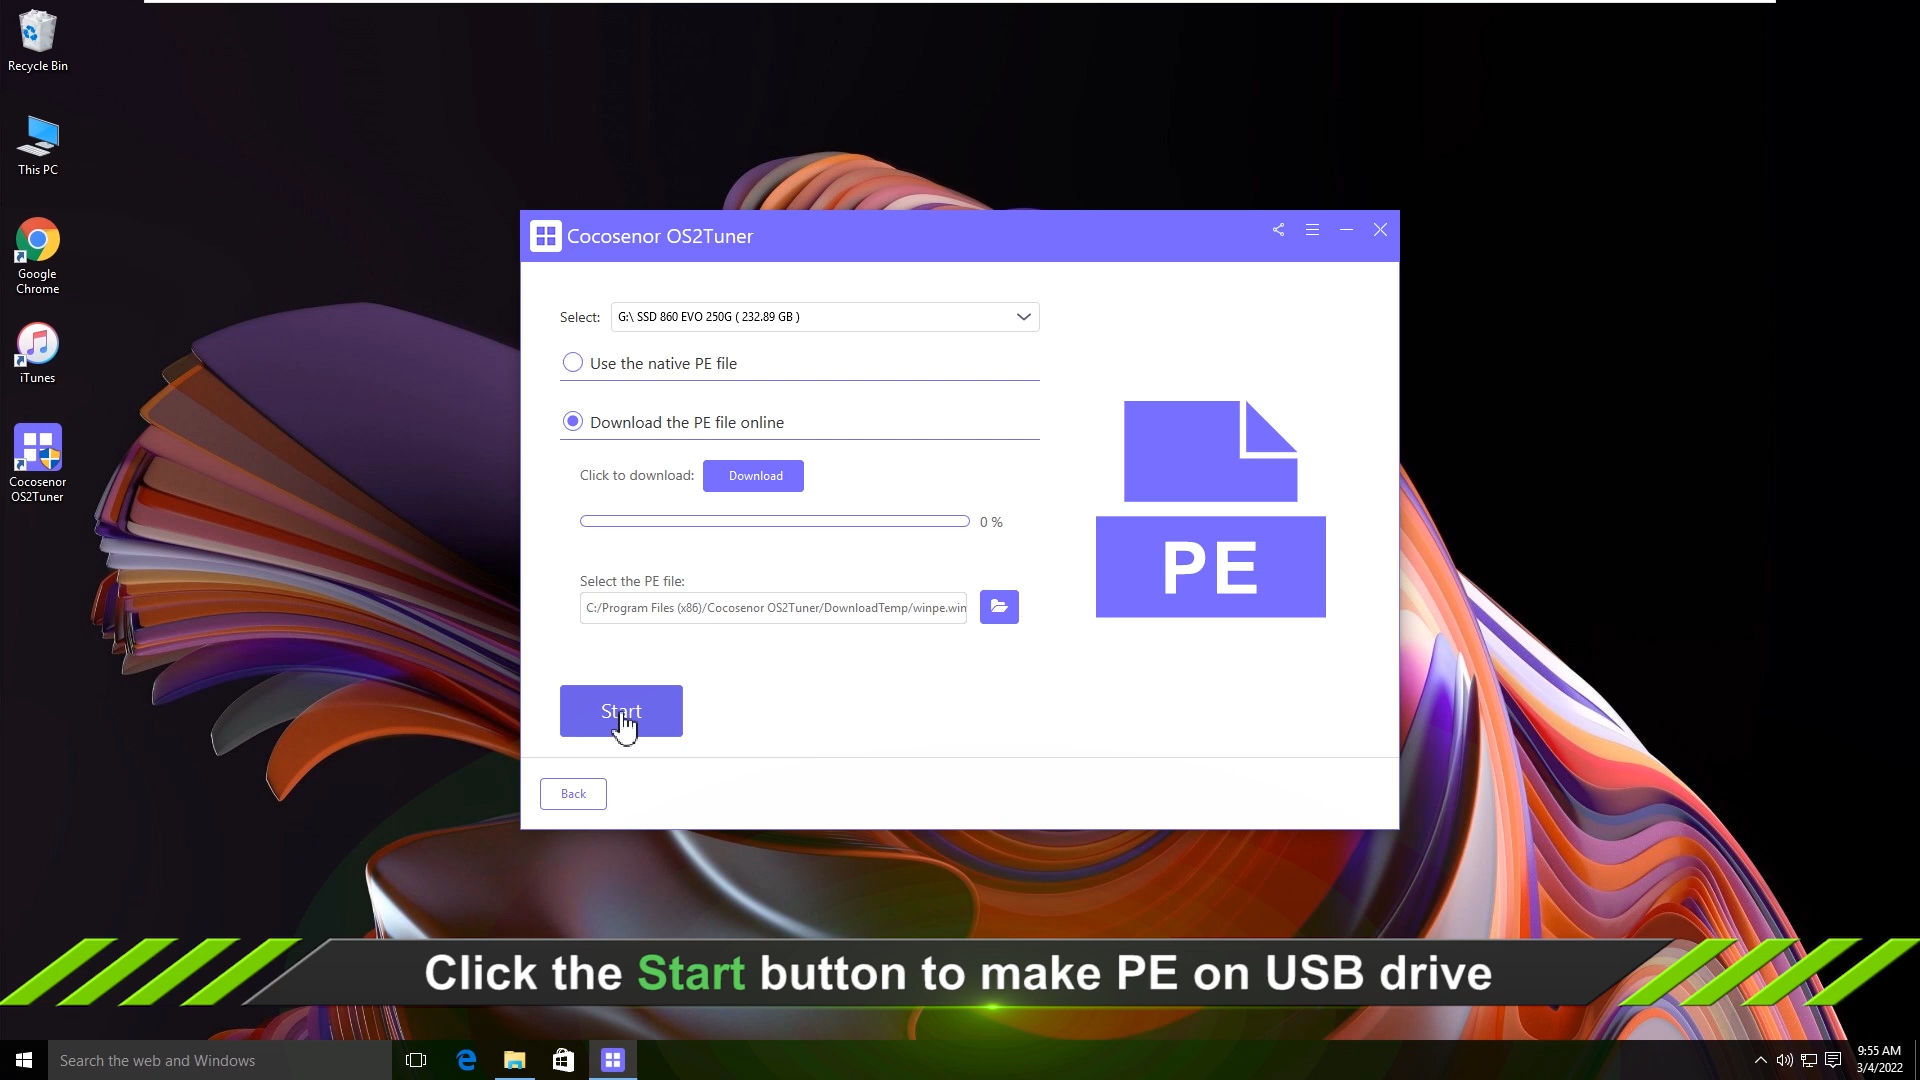 Recycle Bin
This PC
Google
Chrome
iTunes
Cocosenor
OS2Tuner
Cocosenor OS2Tuner
Select:
G:\ SSD 860 EVO 250G ( 232.89 GB )
Use the native PE file
Download the PE file online
Click to download:
Download
0 %
Select the PE file:
C:/Program Files (x86)/Cocosenor OS2Tuner/DownloadTemp/winpe.win
PE
Start
Back
Click the Start button to make PE on USB drive
Search the web and Windows
9:55 AM
3/4/2022